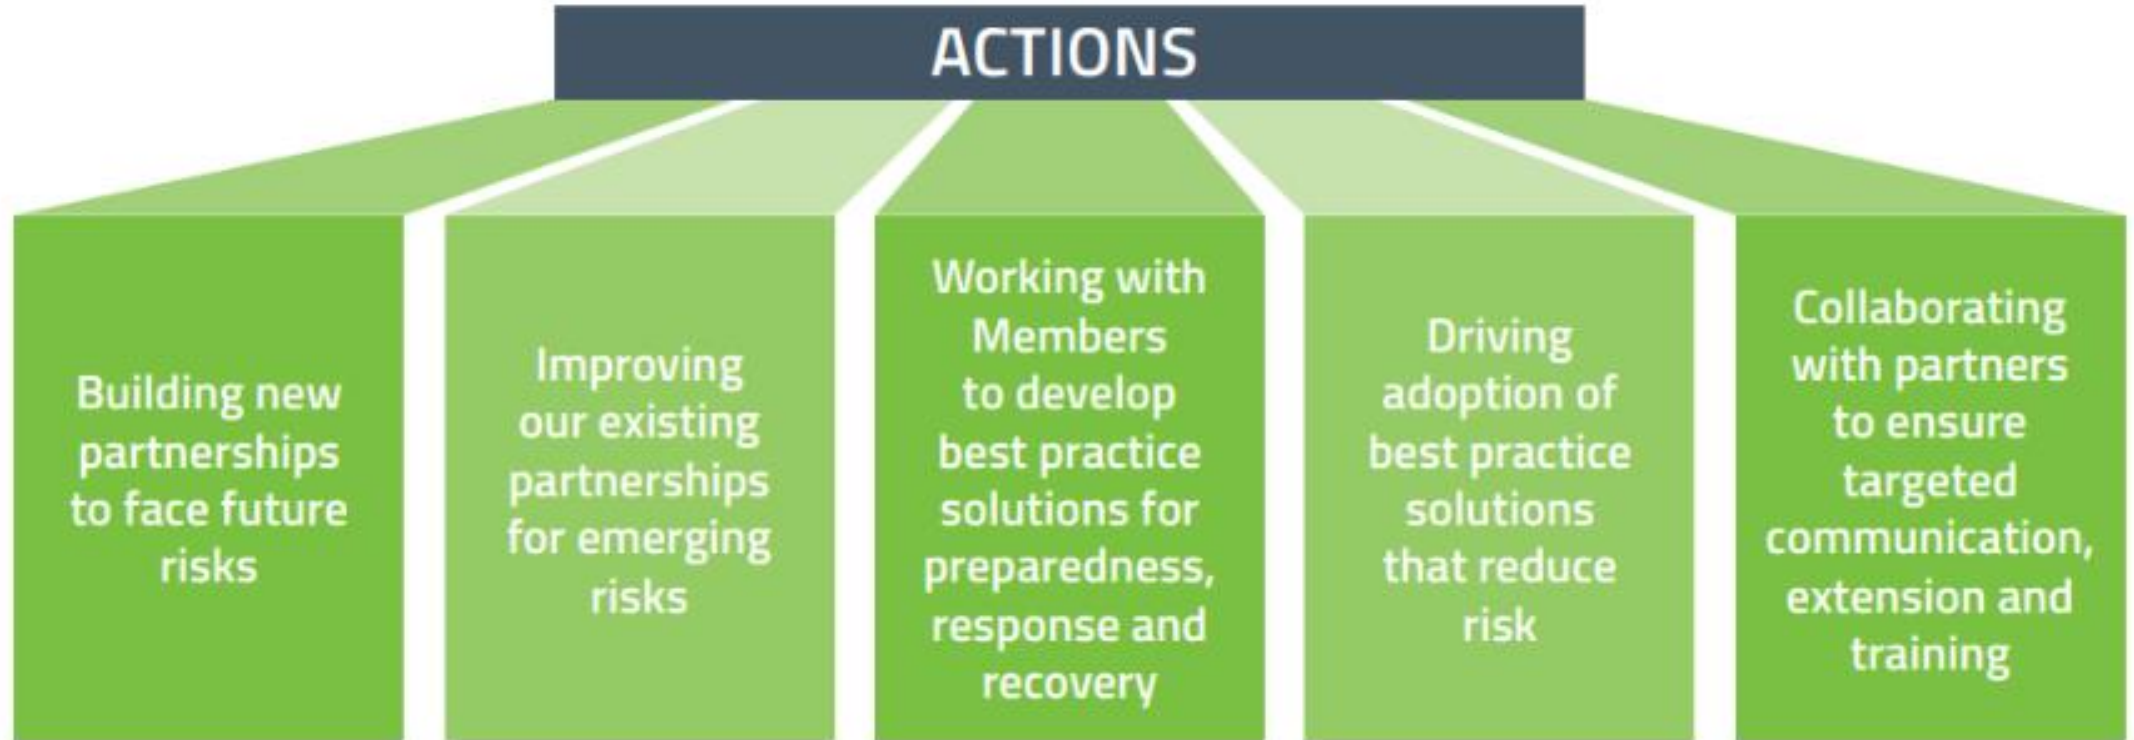 ACTIONS
Building new
partnerships
to face future
risks
Improving
our existing
partnerships
for emerging
risks
Working with
Members
to develop
best practice
solutions for
preparedness,
response and
recovery
Driving
adoption of
best practice
solutions
that reduce
risk
Collaborating
with partners
to ensure
targeted
communication,
extension and
training